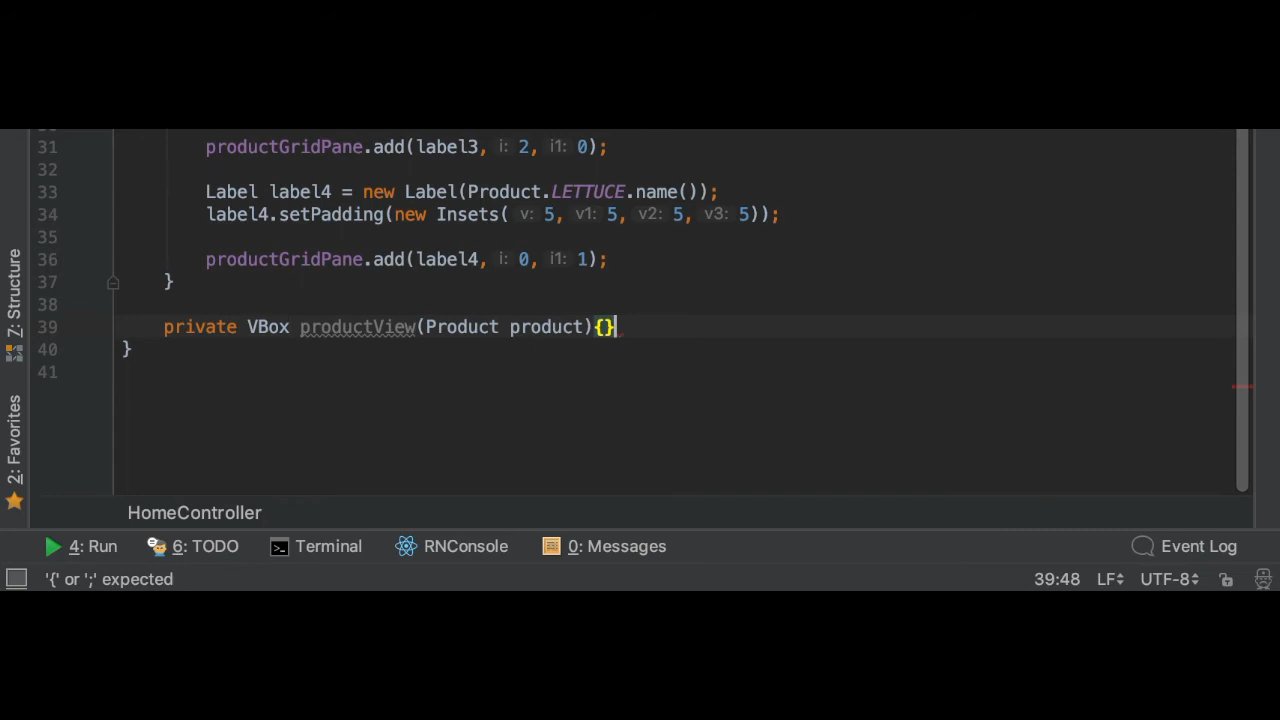 31 productGridPane.add(label3, i: 2, i1: 0);
32
33 Label label4 = new Label(Product.LETTUCE.name());
34 label4.setPadding(new Insets( v: 5, v1: 5, v2: 5, v3: 5));
35
36 productGridPane.add(label4, i: 0, i1: 1);
37 }
38
39 private VBox productView(Product product){}
40 }
41
7: Structure
2: Favorites
HomeController
4: Run 6: TODO Terminal RNConsole 0: Messages Event Log
'{' or ';' expected 39:48 LF UTF-8